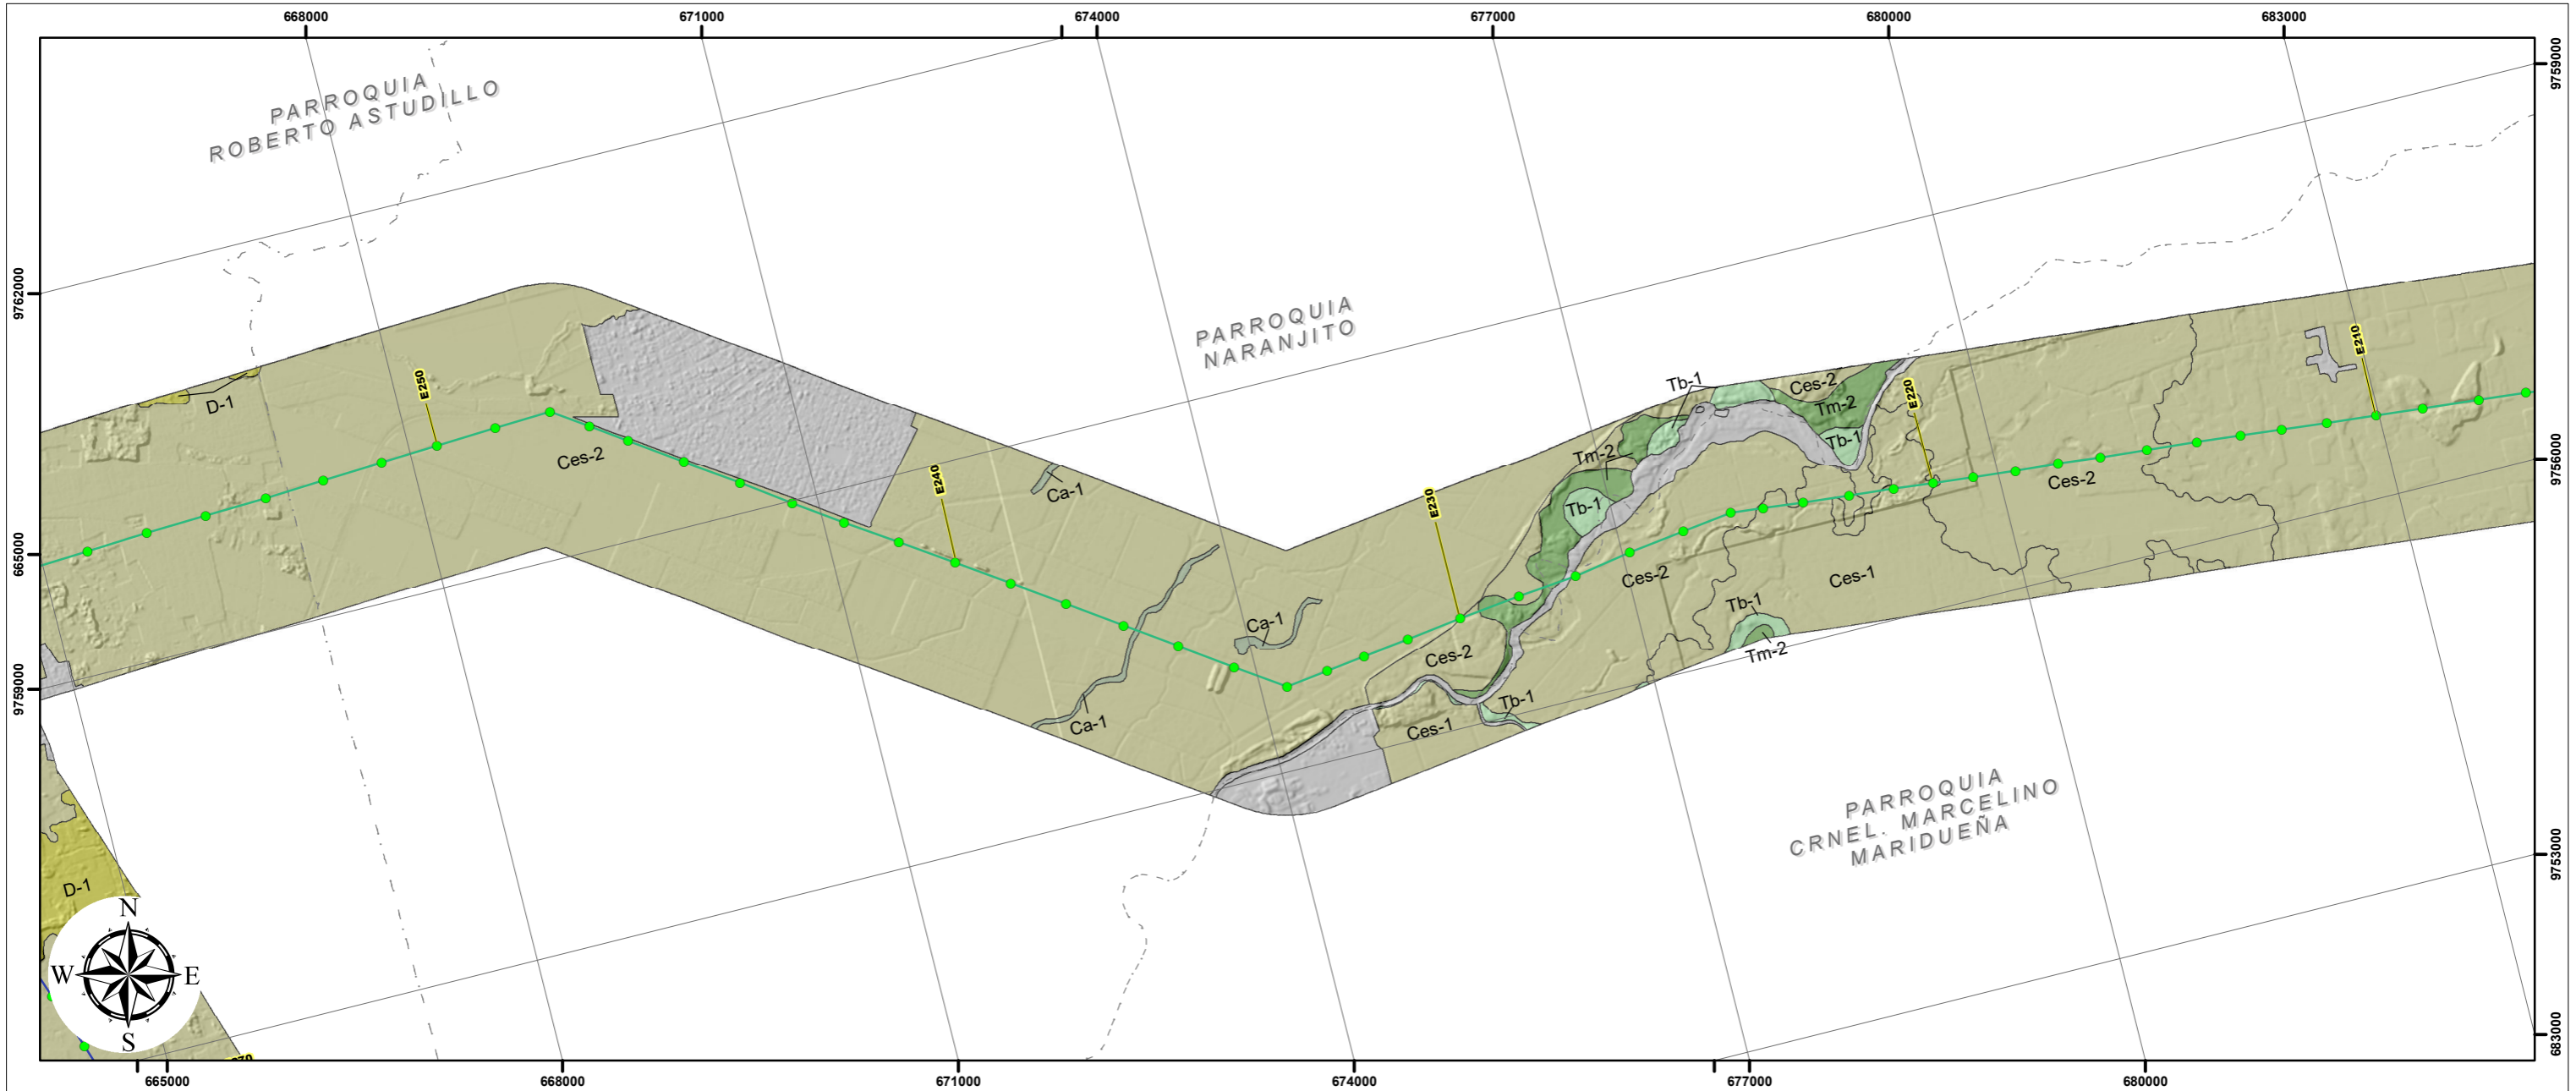 668000
671000
674000
677000
680000
683000
9759000
PARROQUIA
ROBERTO ASTUDILLO
9762000
PARROQUIA
NARANJITO
E210
E250
D-1
Tb-1
Ces-2
E220
Tm-2
Tb-1
Ces-2
Tm-2
9756000
E240
Ca-1
E230
Tb-1
Ces-2
665000
Ces-2
Ces-1
Tb-1
Ca-1
Ces-2
Tm-2
9759000
Tb-1
Ca-1
Ces-1
PARROQUIA
CRNEL. MARCELINO
MARIDUEÑA
9753000
D-1
N
W
E
S
683000
665000
668000
671000
674000
677000
680000